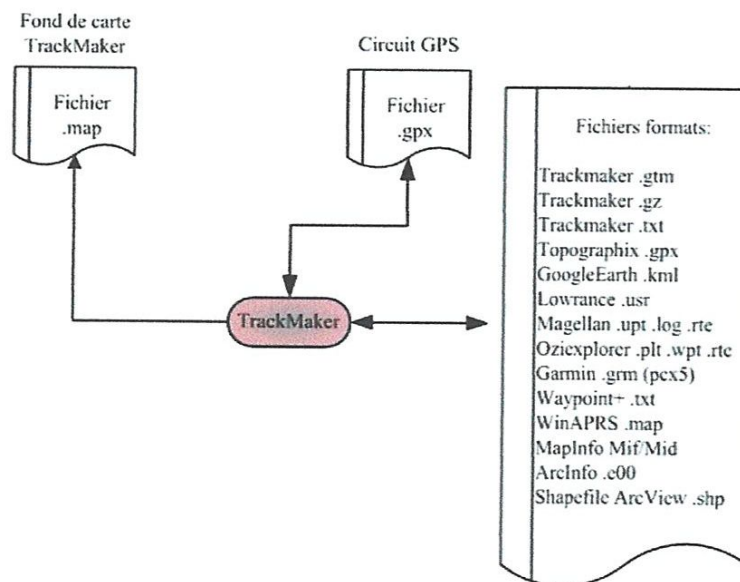 Fond de carte
TrackMaker
Fichier
.map
Circuit GPS
Fichier
.gpx
TrackMaker
Fichiers formats:
Trackmaker .gtm
Trackmaker .gz
Trackmaker .txt
Topographix .gpx
GoogleEarth .kml
Lowrance .usr
Magellan .upt .log .rte
Oziexplorer .plt .wpt .rte
Garmin .grm (pcx5)
Waypoint+ .txt
WinAPRS .map
MapInfo Mif/Mid
ArcInfo .e00
Shapefile ArcView .shp